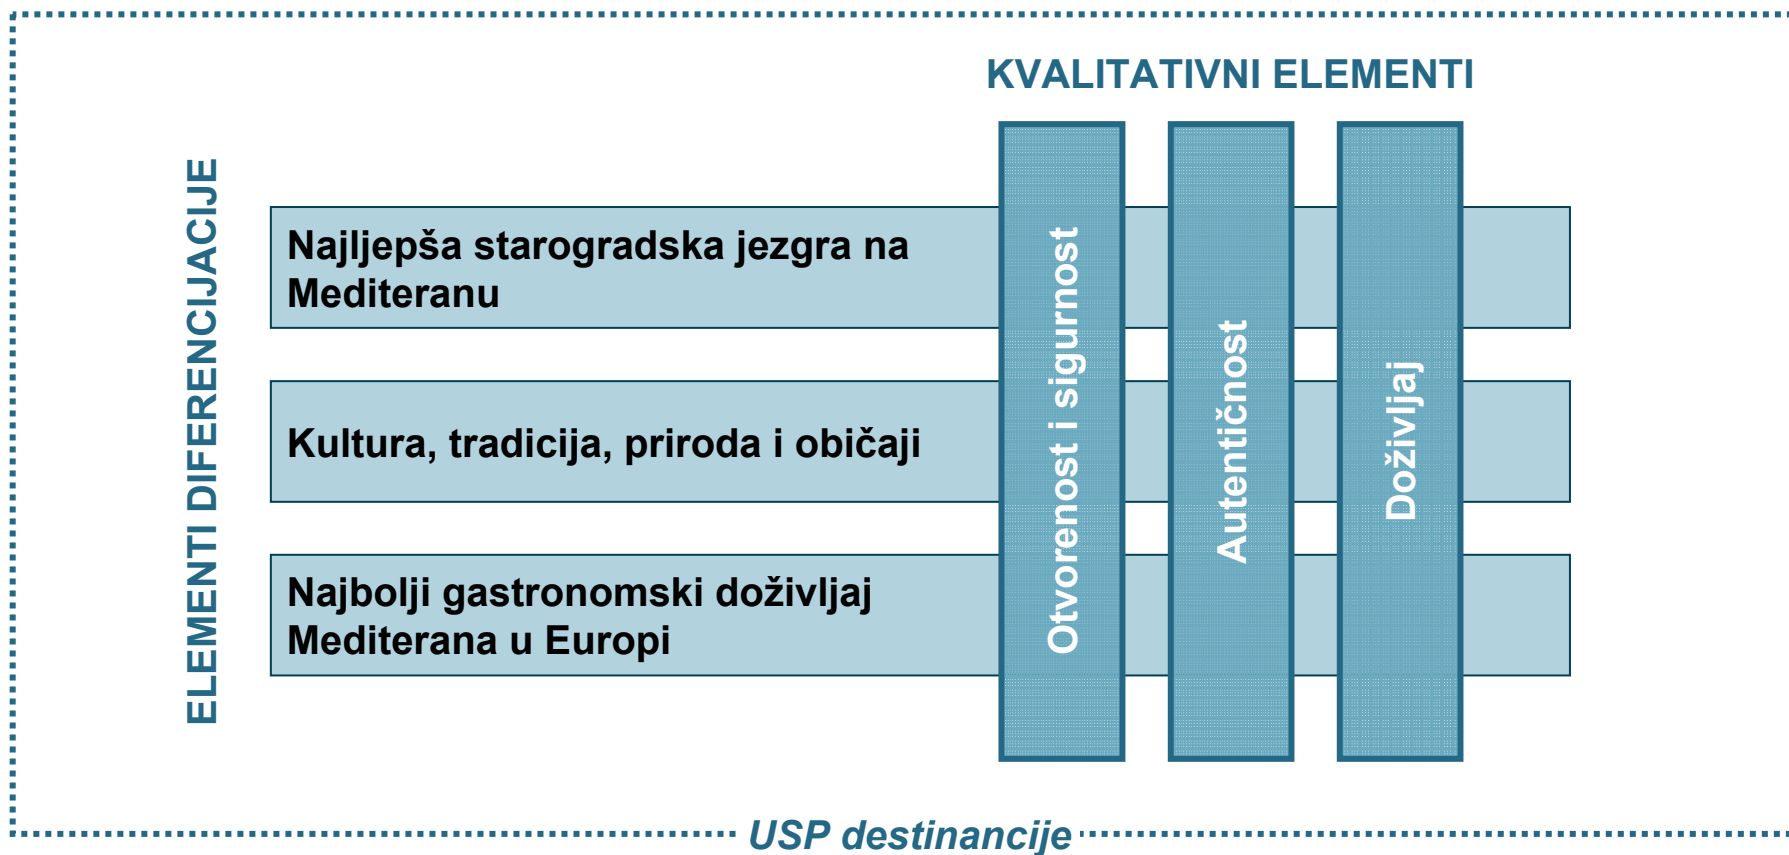 KVALITATIVNI ELEMENTI
ELEMENTI DIFERENCIJACIJE
Najljepša starogradska jezgra na
Mediteranu
Kultura, tradicija, priroda i običaji
Najbolji gastronomski doživljaj
Mediterana u Europi
Otvorenost i sigurnost
Autentičnost
Doživljaj
USP destinancije